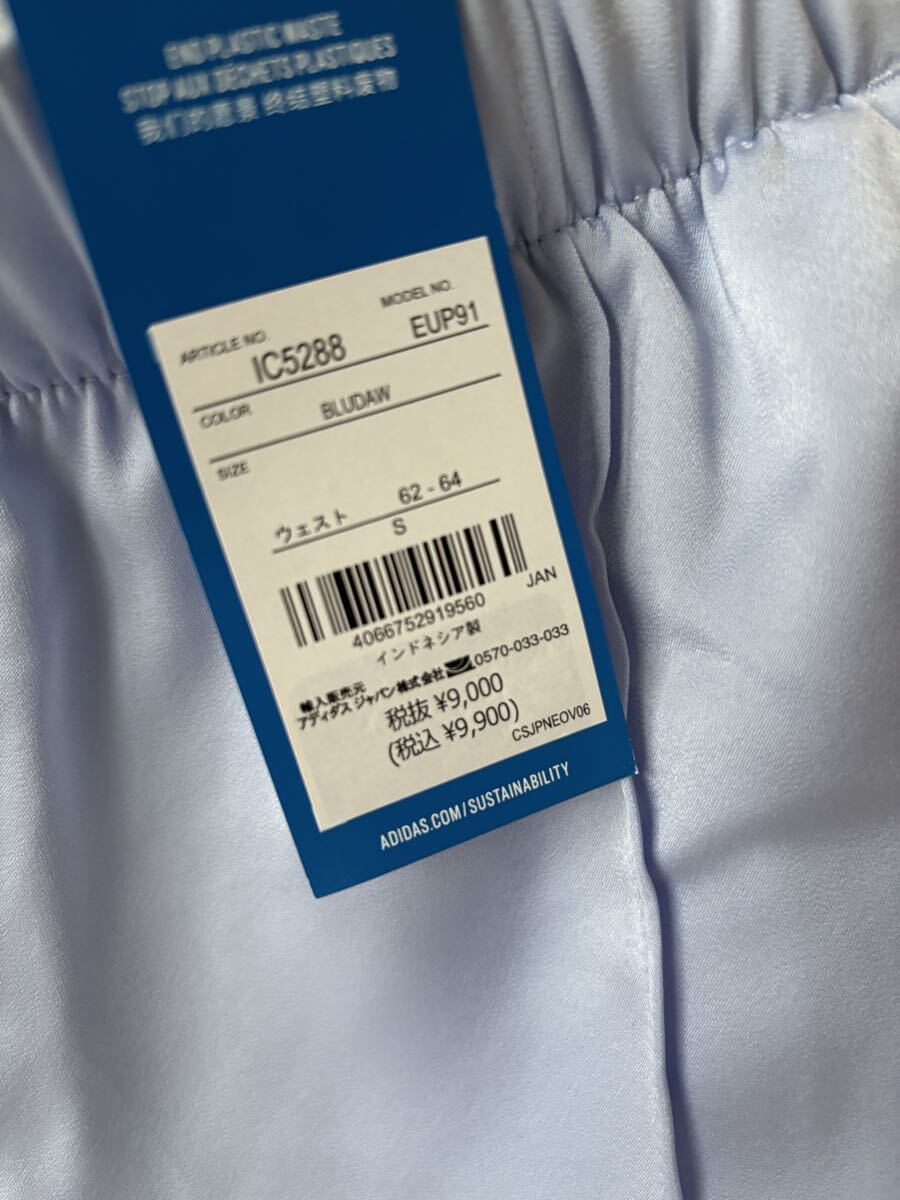 END PLASTIC WASTE
STOP AUX DÉCHETS PLASTIQUES
我们的愿景 终结塑料废物
ARTICLE NO. MODEL NO.
IC5288 EUP91
COLOR BLUDAW
SIZE
ウェスト 62 - 64
S
JAN
4066752919560
インドネシア製
輸入販売元
アディダス ジャパン株式会社 0570-033-033
税抜 ¥9,000
(税込 ¥9,900)
CSJPNEOV06
ADIDAS.COM/SUSTAINABILITY